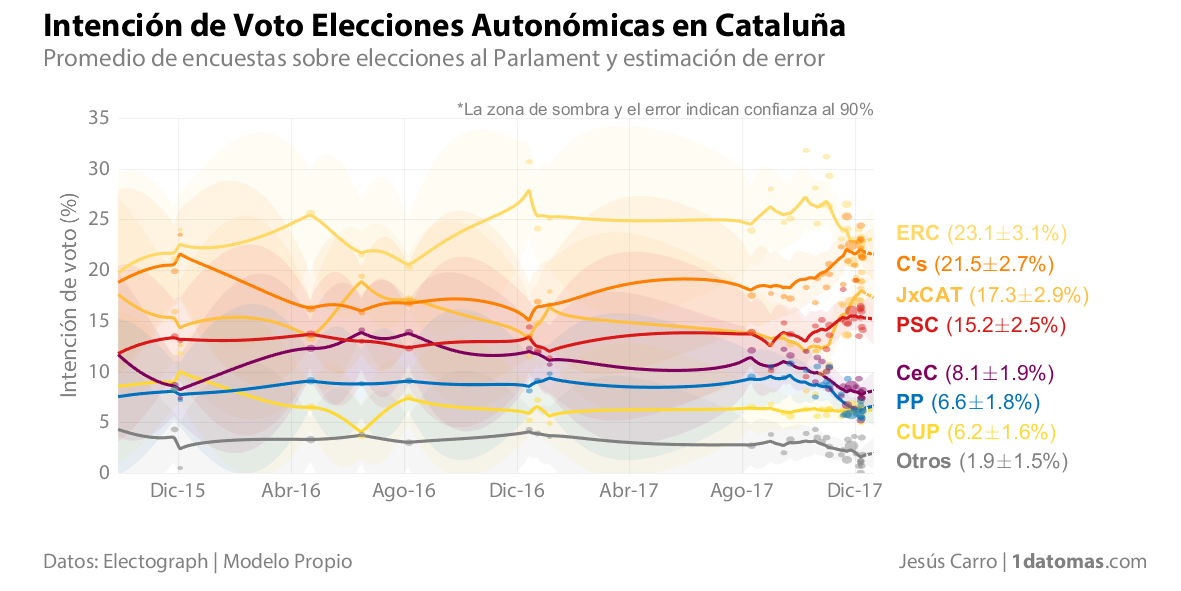 Intención de Voto Elecciones Autonómicas en Cataluña
Promedio de encuestas sobre elecciones al Parlament y estimación de error
*La zona de sombra y el error indican confianza al 90%
Intención de voto (%)
35
30
25
20
15
10
5
0
Dic-15
Abr-16
Ago-16
Dic-16
Abr-17
Ago-17
Dic-17
ERC (23.1±3.1%)
C's (21.5±2.7%)
JxCAT (17.3±2.9%)
PSC (15.2±2.5%)
CeC (8.1±1.9%)
PP (6.6±1.8%)
CUP (6.2±1.6%)
Otros (1.9±1.5%)
Datos: Electograph | Modelo Propio
Jesús Carro | 1datomas.com